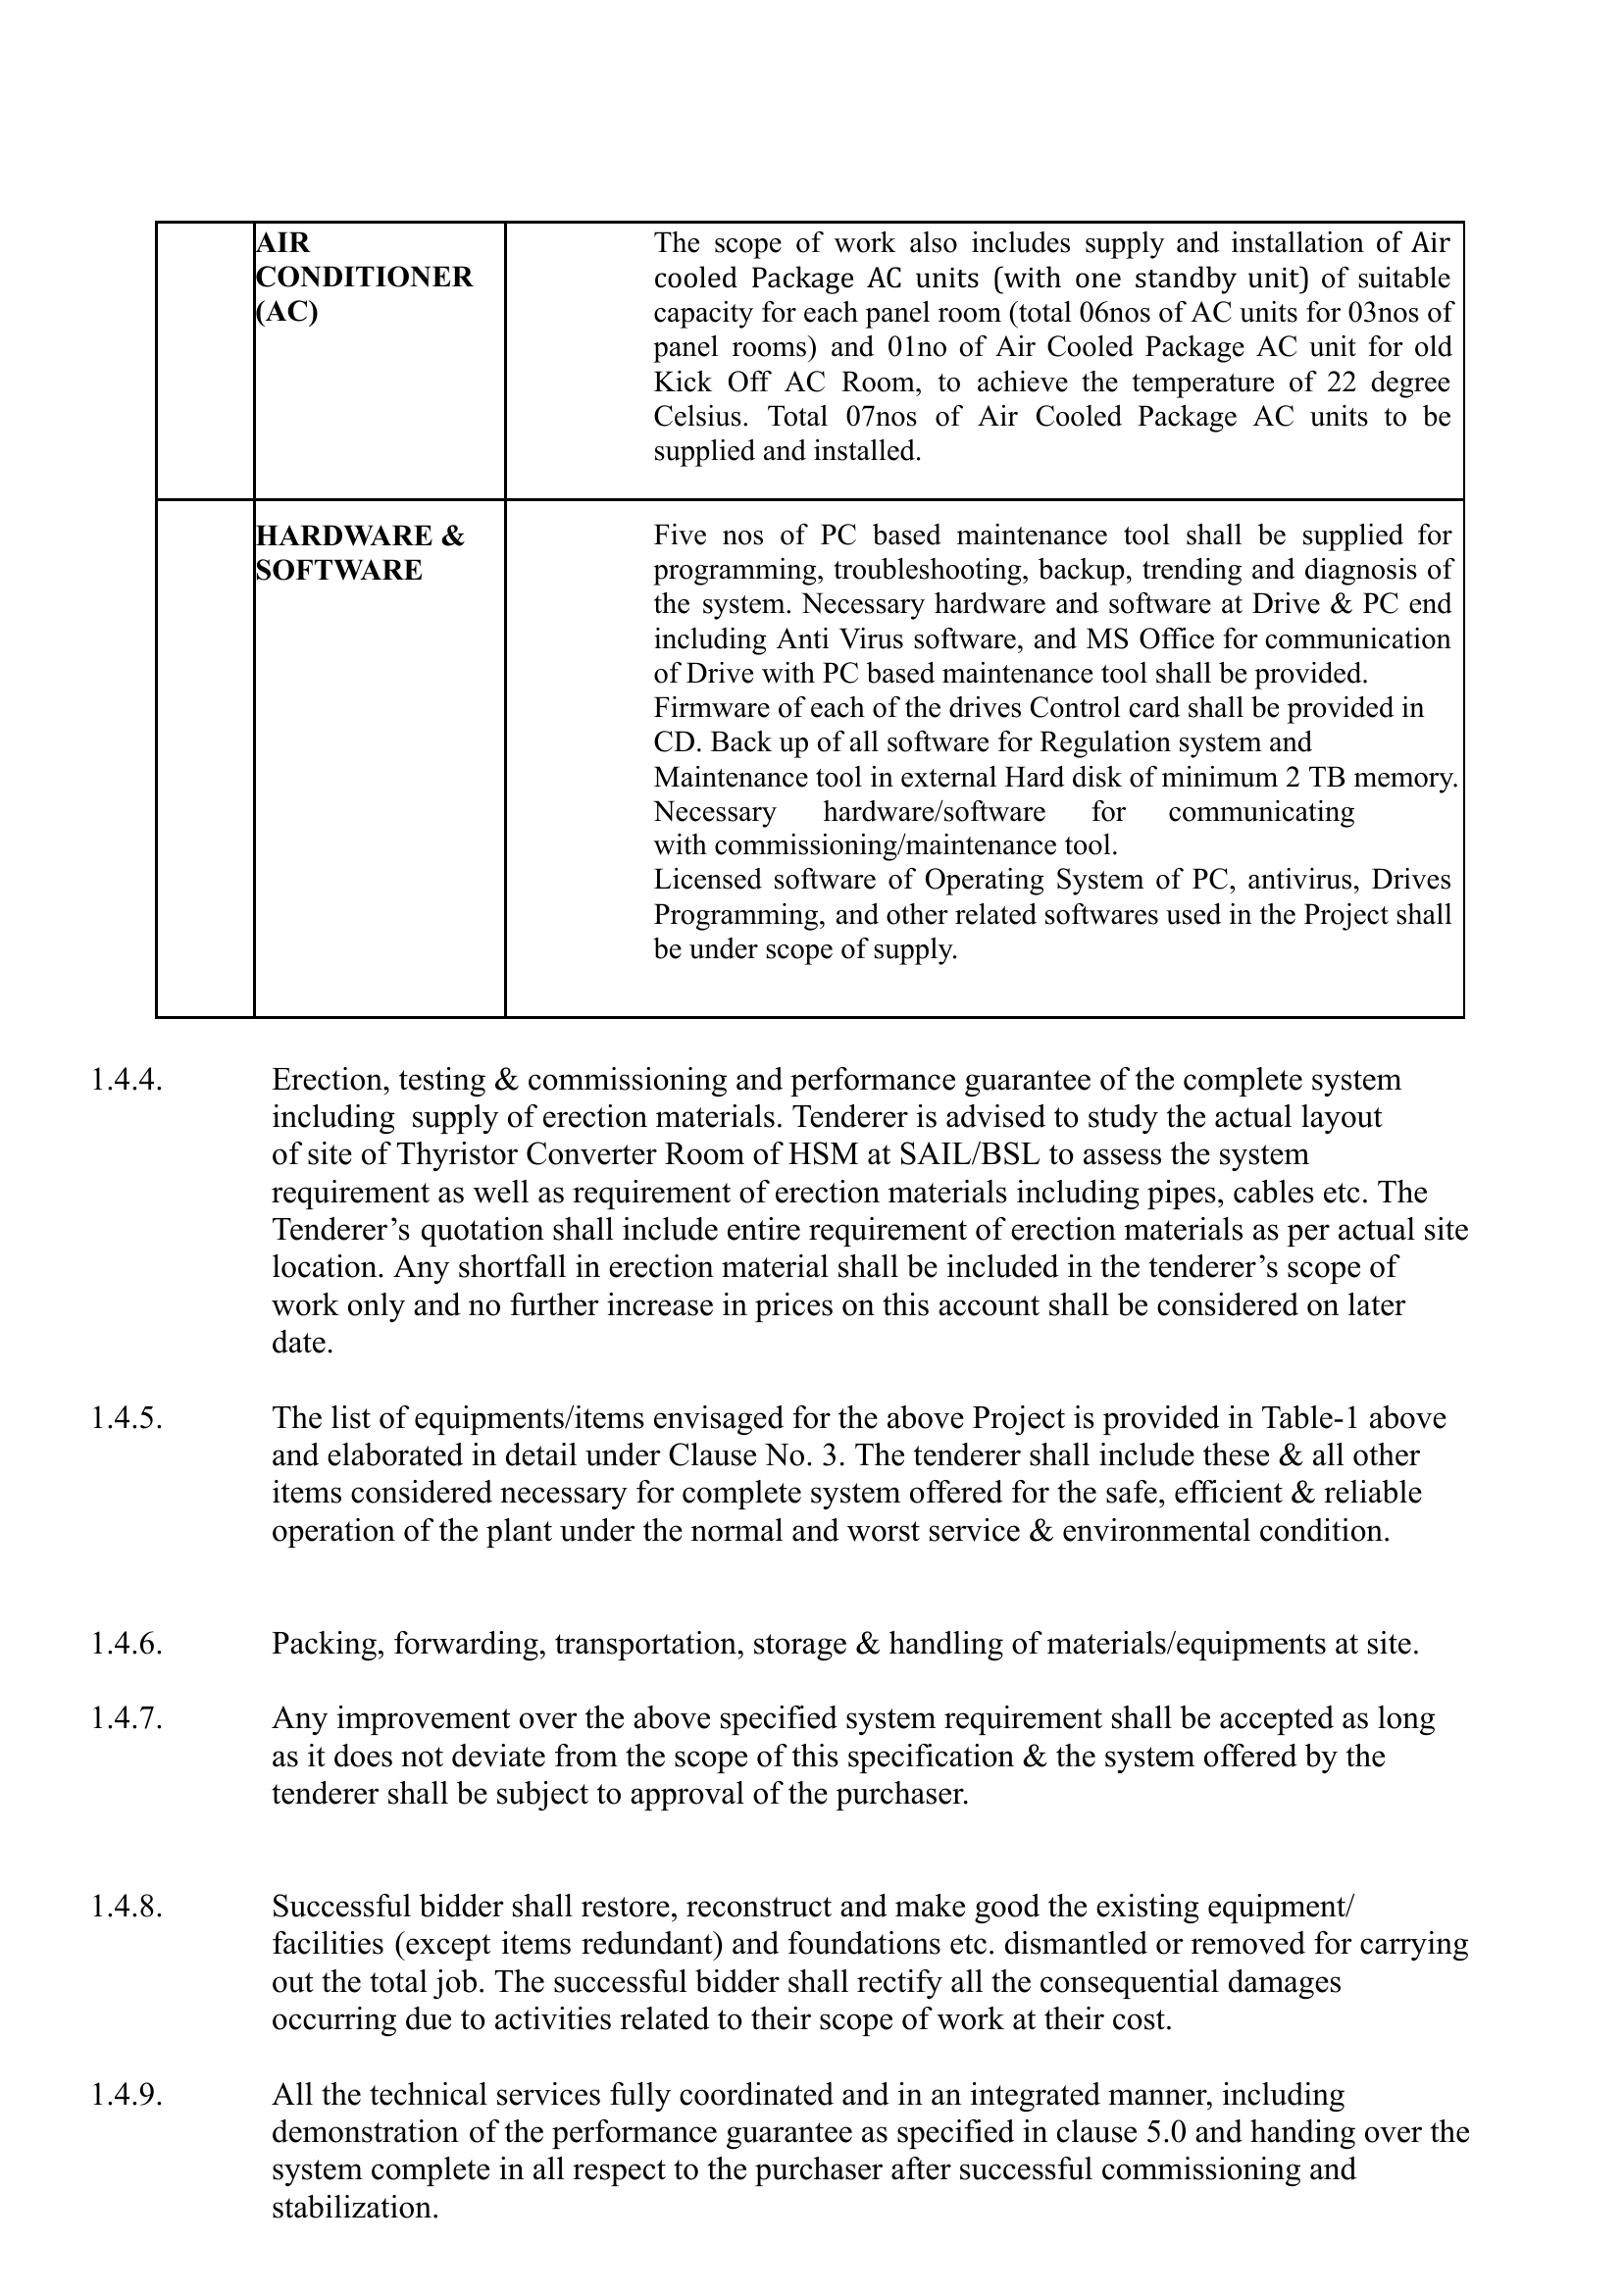 AIR
CONDITIONER
(AC)
The scope of work also includes supply and installation of Air
cooled Package AC units (with one standby unit) of suitable
capacity for each panel room (total 06nos of AC units for 03nos of
panel rooms) and 01no of Air Cooled Package AC unit for old
Kick Off AC Room, to achieve the temperature of 22 degree
Celsius. Total 07nos of Air Cooled Package AC units to be
supplied and installed.
HARDWARE &
SOFTWARE
Five nos of PC based maintenance tool shall be supplied for
programming, troubleshooting, backup, trending and diagnosis of
the system. Necessary hardware and software at Drive & PC end
including Anti Virus software, and MS Office for communication
of Drive with PC based maintenance tool shall be provided.
Firmware of each of the drives Control card shall be provided in
CD. Back up of all software for Regulation system and
Maintenance tool in external Hard disk of minimum 2 TB memory.
Necessary hardware/software for communicating
with commissioning/maintenance tool.
Licensed software of Operating System of PC, antivirus, Drives
Programming, and other related softwares used in the Project shall
be under scope of supply.
1.4.4. Erection, testing & commissioning and performance guarantee of the complete system
including supply of erection materials. Tenderer is advised to study the actual layout
of site of Thyristor Converter Room of HSM at SAIL/BSL to assess the system
requirement as well as requirement of erection materials including pipes, cables etc. The
Tenderer’s quotation shall include entire requirement of erection materials as per actual site
location. Any shortfall in erection material shall be included in the tenderer’s scope of
work only and no further increase in prices on this account shall be considered on later
date.
1.4.5. The list of equipments/items envisaged for the above Project is provided in Table-1 above
and elaborated in detail under Clause No. 3. The tenderer shall include these & all other
items considered necessary for complete system offered for the safe, efficient & reliable
operation of the plant under the normal and worst service & environmental condition.
1.4.6. Packing, forwarding, transportation, storage & handling of materials/equipments at site.
1.4.7. Any improvement over the above specified system requirement shall be accepted as long
as it does not deviate from the scope of this specification & the system offered by the
tenderer shall be subject to approval of the purchaser.
1.4.8. Successful bidder shall restore, reconstruct and make good the existing equipment/
facilities (except items redundant) and foundations etc. dismantled or removed for carrying
out the total job. The successful bidder shall rectify all the consequential damages
occurring due to activities related to their scope of work at their cost.
1.4.9. All the technical services fully coordinated and in an integrated manner, including
demonstration of the performance guarantee as specified in clause 5.0 and handing over the
system complete in all respect to the purchaser after successful commissioning and
stabilization.